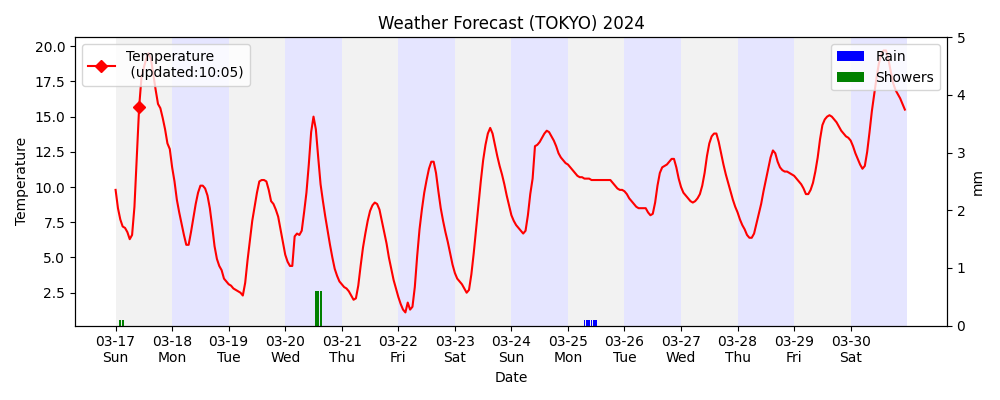 Weather Forecast (TOKYO) 2024
Temperature
(updated:10:05)
Rain
Showers
Temperature
20.0
17.5
15.0
12.5
10.0
7.5
5.0
2.5
5
4
3
2
1
0
mm
03-17 03-18 03-19 03-20 03-21 03-22 03-23 03-24 03-25 03-26 03-27 03-28 03-29 03-30
Sun Mon Tue Wed Thu Fri Sat Sun Mon Tue Wed Thu Fri Sat
Date